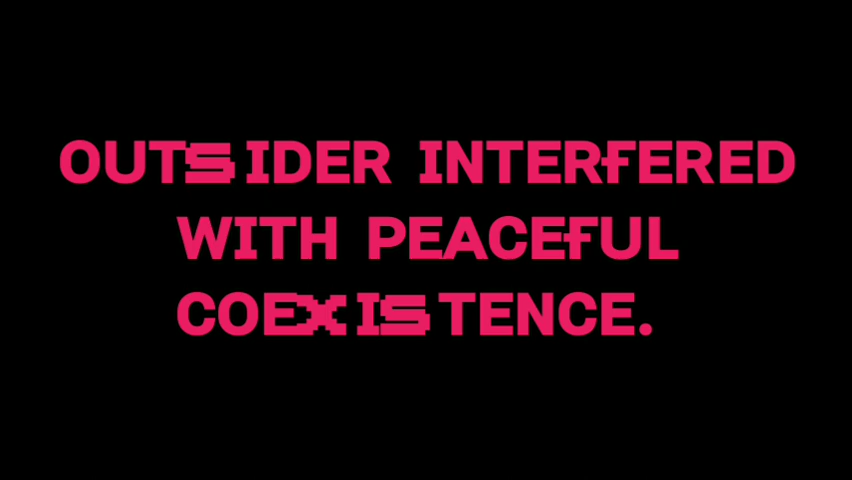 OUTSIDER INTERFERED
WITH PEACEFUL
COEXISTENCE.